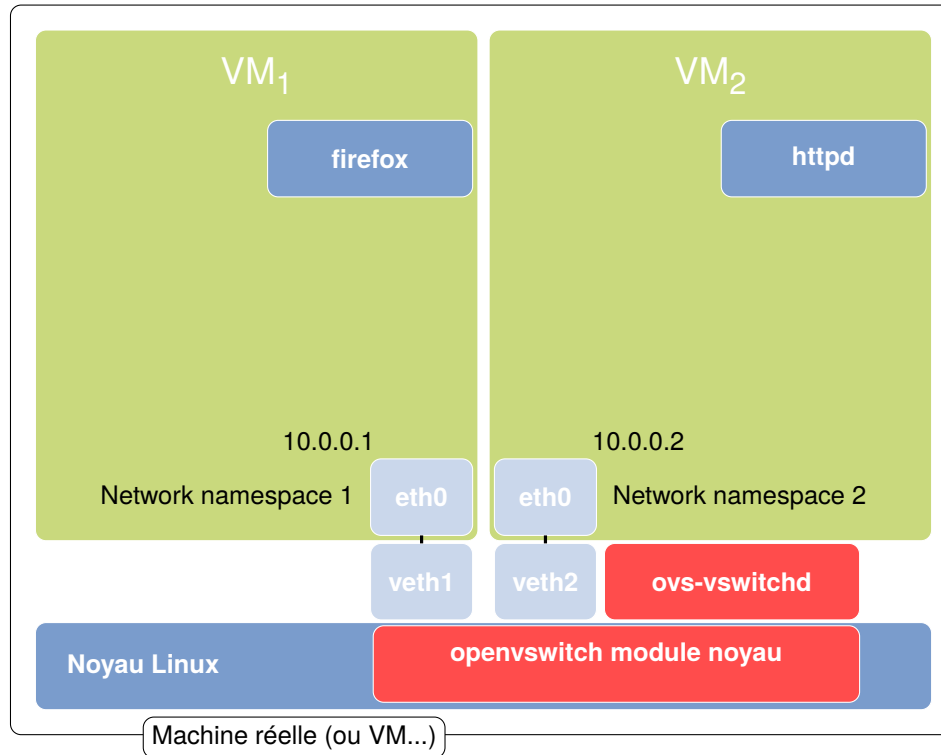 VM₁
VM₂
firefox
httpd
10.0.0.1
10.0.0.2
Network namespace 1
eth0
eth0
Network namespace 2
veth1
veth2
ovs-vswitchd
Noyau Linux
openvswitch module noyau
Machine réelle (ou VM...)